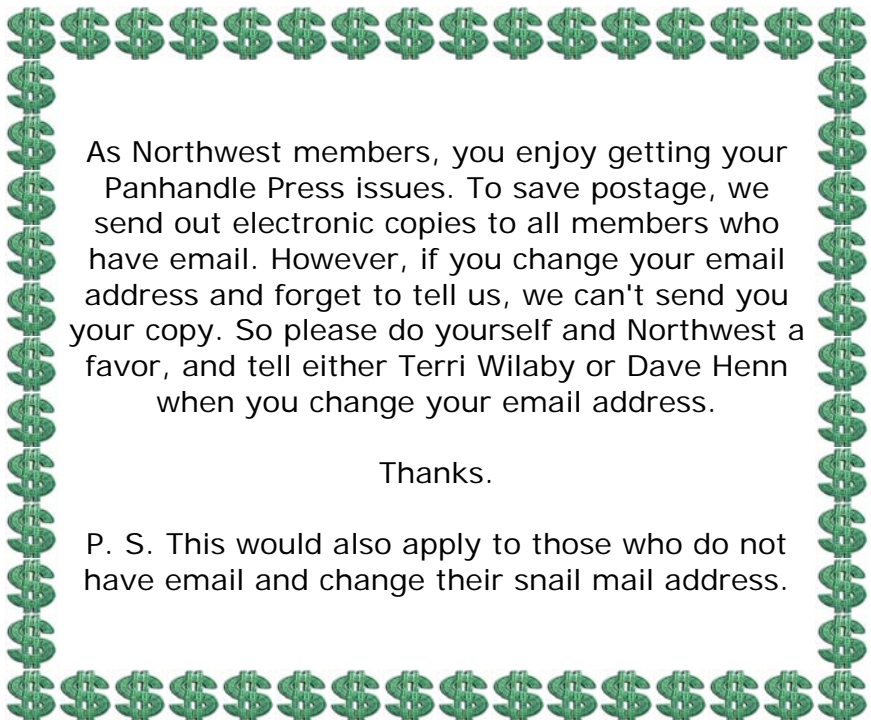 As Northwest members, you enjoy getting your
Panhandle Press issues. To save postage, we
send out electronic copies to all members who
have email. However, if you change your email
address and forget to tell us, we can't send you
your copy. So please do yourself and Northwest a
favor, and tell either Terri Wilaby or Dave Henn
when you change your email address.
Thanks.
P. S. This would also apply to those who do not
have email and change their snail mail address.